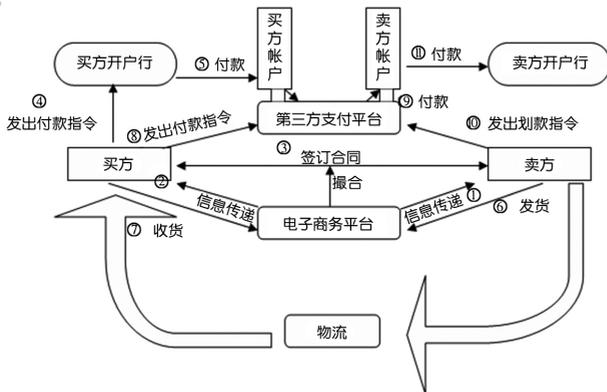 买方帐户
卖方帐户
买方开户行
⑤ 付款
⑪ 付款
卖方开户行
④
发出付款指令
⑧ 发出付款指令
第三方支付平台
⑨ 付款
⑩ 发出划款指令
③ 签订合同
买方
卖方
撮合
②
信息传递
电子商务平台
信息传递 ①
⑥ 发货
⑦ 收货
物流